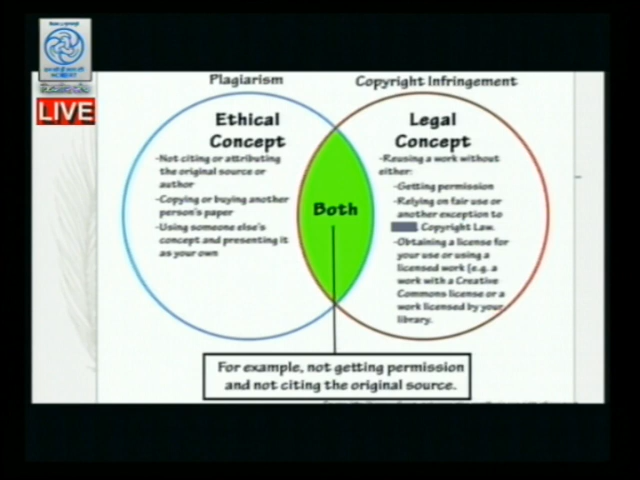 NCERT
LIVE
Plagiarism
Copyright Infringement
Ethical
Concept
-Not citing or attributing
the original source or
author
-Copying or buying another
person's paper
-Using someone else's
concept and presenting it
as your own
Both
Legal
Concept
-Reusing a work without
either:
-Getting permission
-Relying on fair use or
another exception to
Copyright Law.
-Obtaining a license for
your use or using a
licensed work (e.g. a
work with a Creative
Commons license or a
work licensed by your
library.
For example, not getting permission
and not citing the original source.